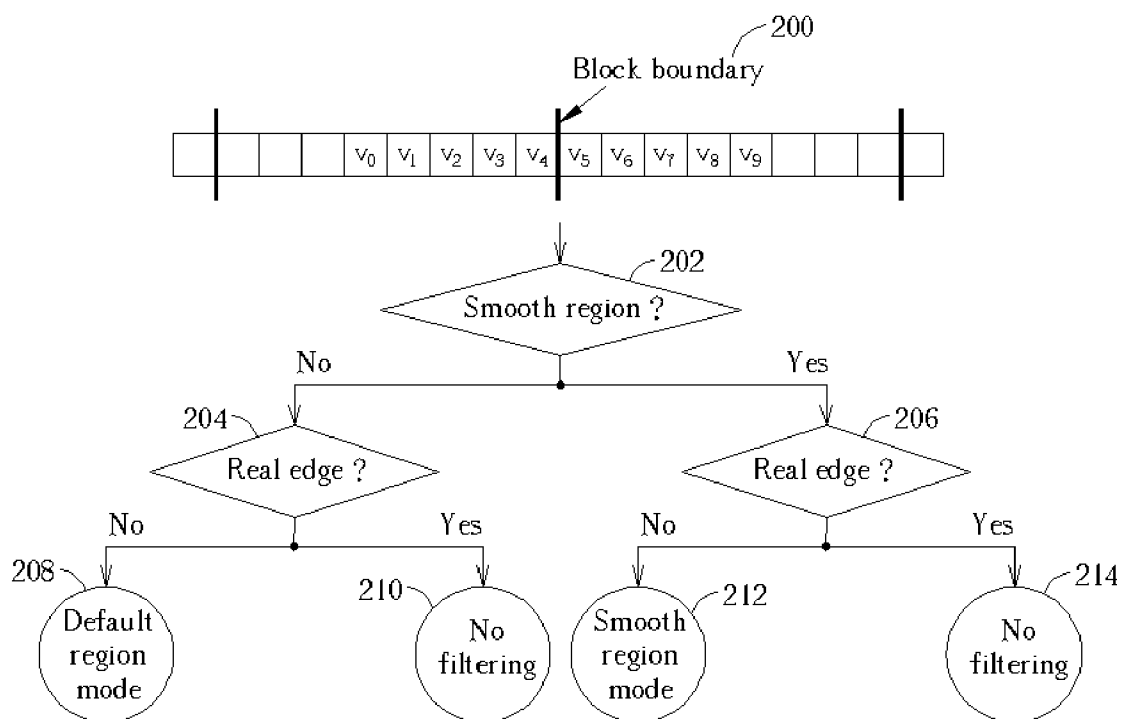 200
Block boundary
v0 v1 v2 v3 v4 v5 v6 v7 v8 v9
202
Smooth region ?
No Yes
204 206
Real edge ? Real edge ?
No Yes No Yes
208 210 212 214
Default
region
mode
No
filtering
Smooth
region
mode
No
filtering